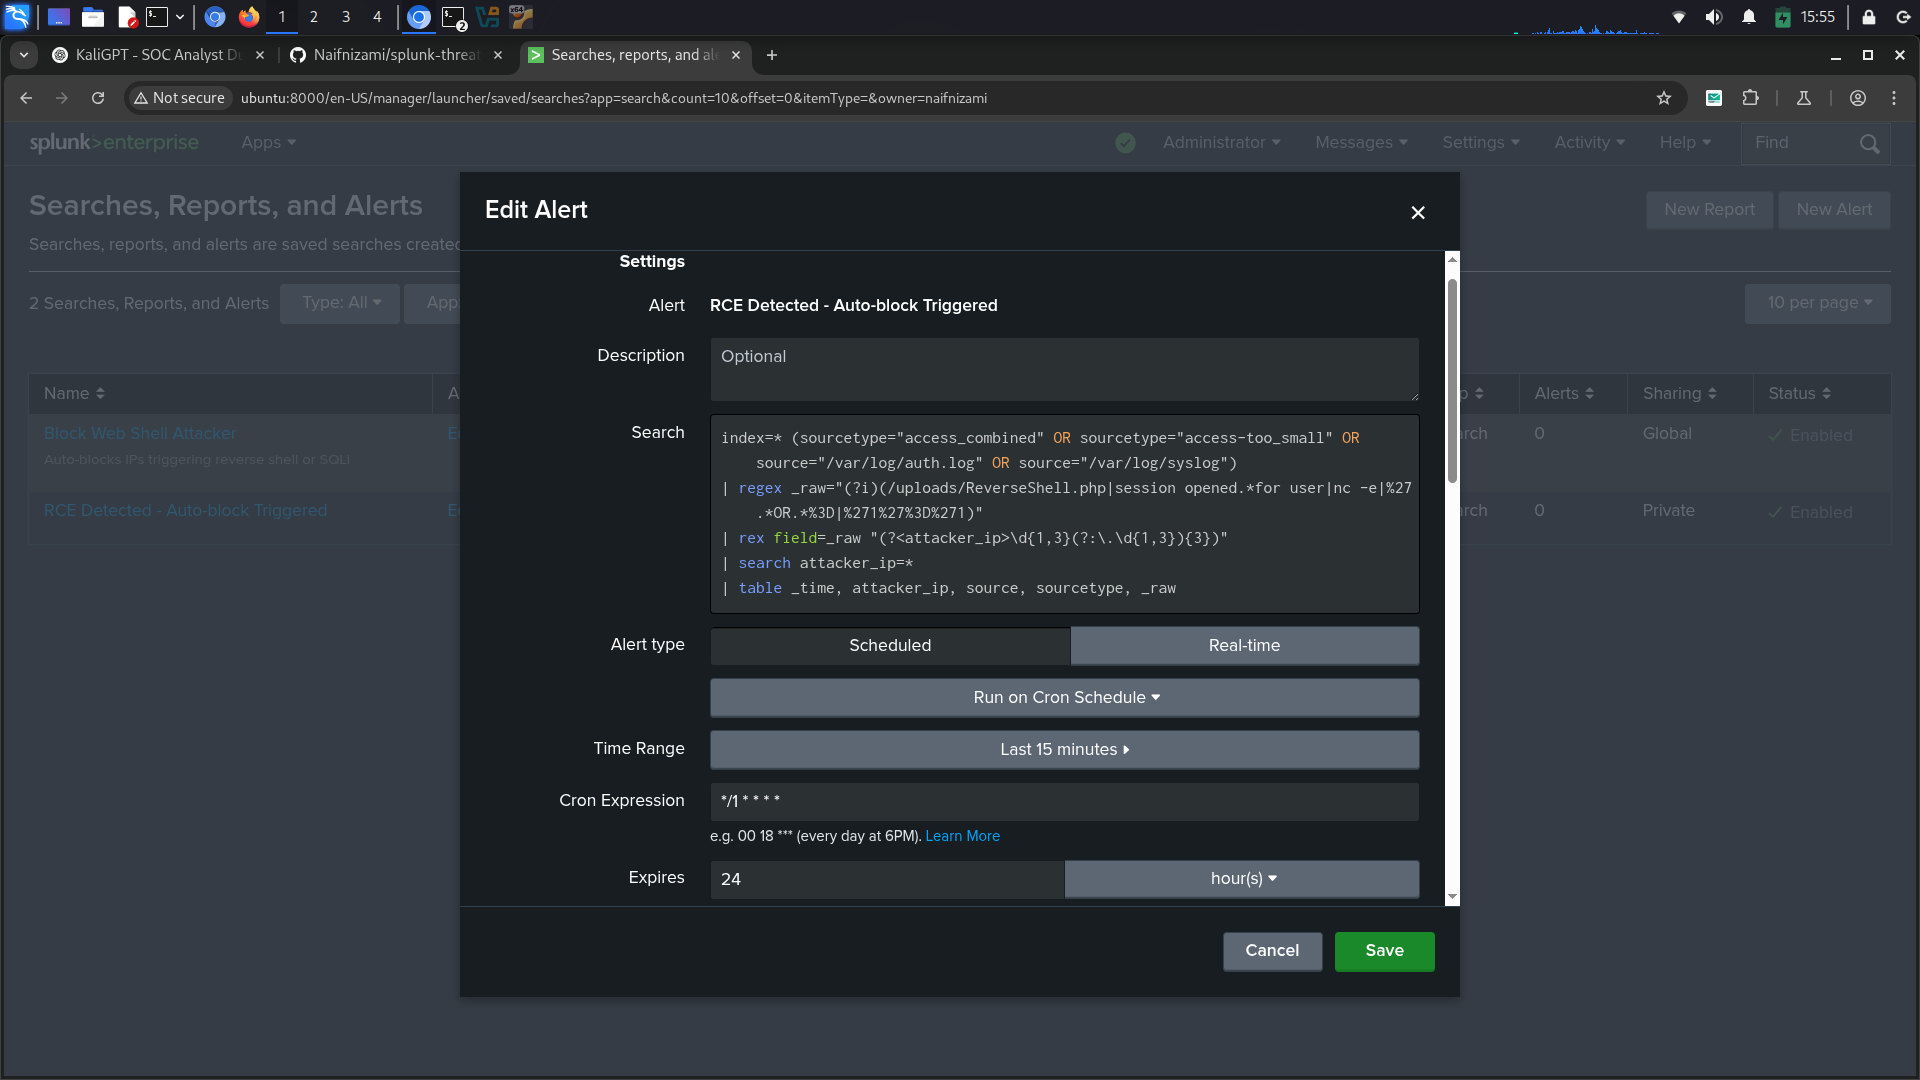 1
2
3
4
2
15:55
KaliGPT - SOC Analyst Du
Naifnizami/splunk-threat
Searches, reports, and ale
Not secure
ubuntu:8000/en-US/manager/launcher/saved/searches?app=search&count=10&offset=0&itemType=&owner=naifnizami
splunk>enterprise
Apps
Administrator
Messages
Settings
Activity
Help
Find
Searches, Reports, and Alerts
New Report
New Alert
Searches, reports, and alerts are saved searches created
2 Searches, Reports, and Alerts
Type: All
App
10 per page
Name
A
p
Alerts
Sharing
Status
Block Web Shell Attacker
Auto-blocks IPs triggering reverse shell or SQLi
E
arch
0
Global
Enabled
RCE Detected - Auto-block Triggered
E
arch
0
Private
Enabled
Edit Alert
Settings
Alert
RCE Detected - Auto-block Triggered
Description
Optional
Search
index=* (sourcetype="access_combined" OR sourcetype="access-too_small" OR
source="/var/log/auth.log" OR source="/var/log/syslog")
| regex _raw="(?i)(/uploads/ReverseShell.php|session opened.*for user|nc -e|%27
.*OR.*%3D|%271%27%3D%271)"
| rex field=_raw "(?<attacker_ip>\d{1,3}(?:\.\d{1,3}){3})"
| search attacker_ip=*
| table _time, attacker_ip, source, sourcetype, _raw
Alert type
Scheduled
Real-time
Run on Cron Schedule
Time Range
Last 15 minutes
Cron Expression
*/1 * * * *
e.g. 00 18 *** (every day at 6PM). Learn More
Expires
24
hour(s)
Cancel
Save